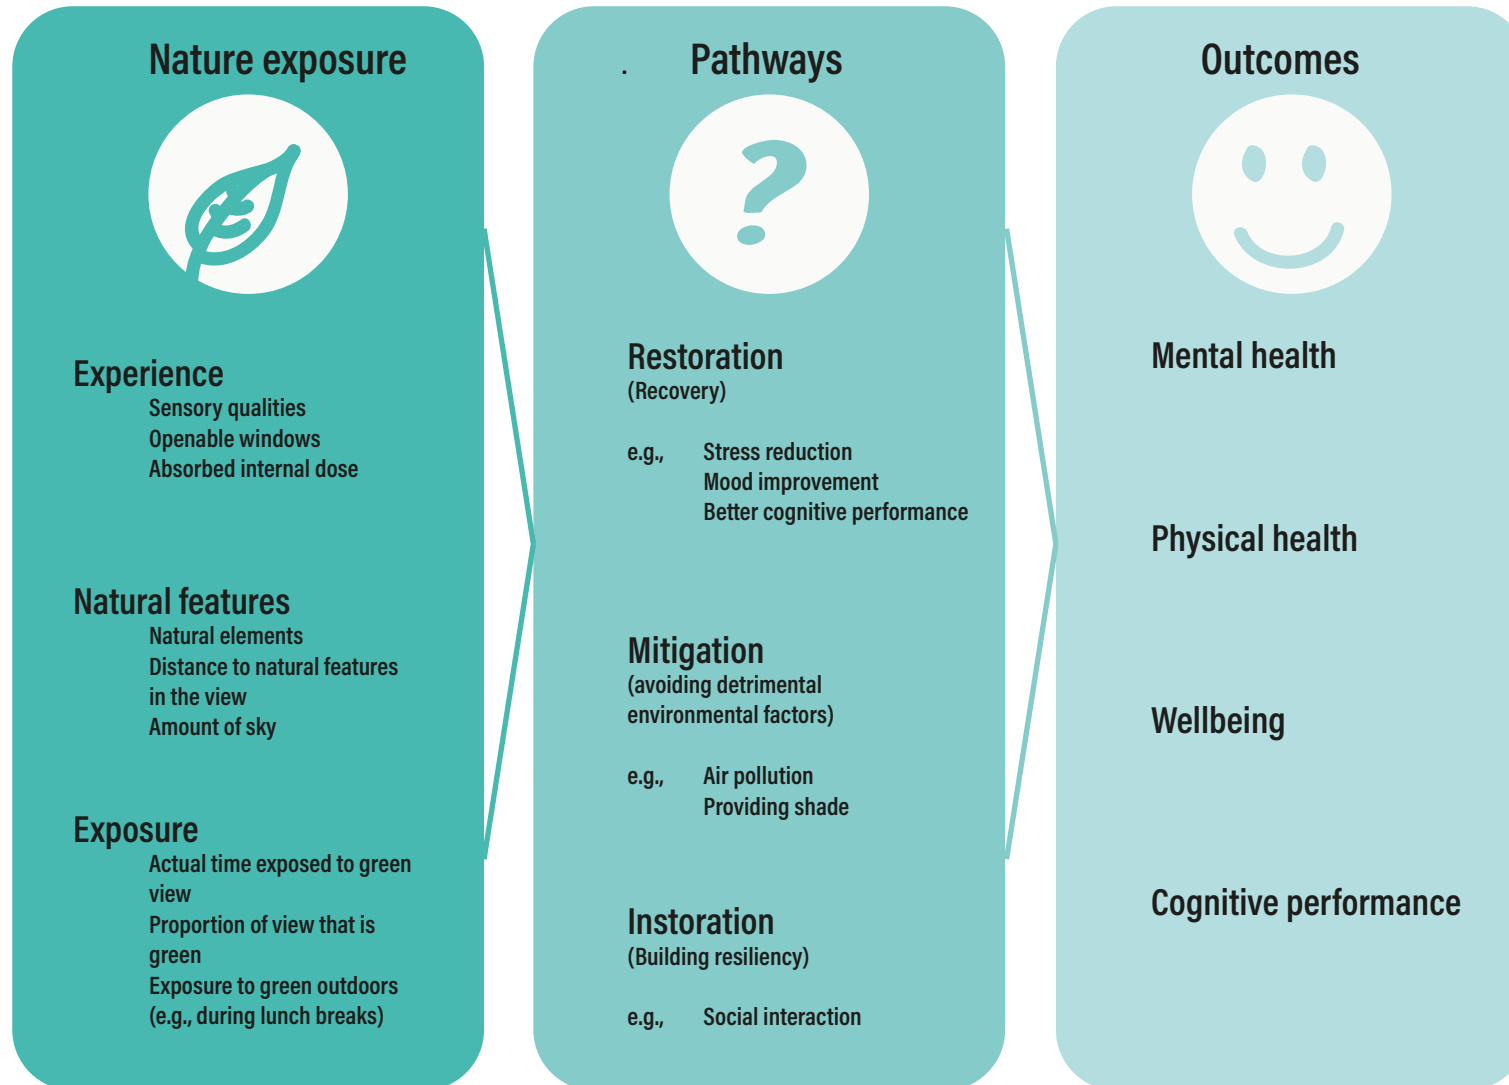 Nature exposure
Experience
Sensory qualities
Openable windows
Absorbed internal dose
Natural features
Natural elements
Distance to natural features
in the view
Amount of sky
Exposure
Actual time exposed to green
view
Proportion of view that is
green
Exposure to green outdoors
(e.g., during lunch breaks)
. Pathways
?
Restoration
(Recovery)
e.g., Stress reduction
Mood improvement
Better cognitive performance
Mitigation
(avoiding detrimental
environmental factors)
e.g., Air pollution
Providing shade
Instoration
(Building resiliency)
e.g., Social interaction
Outcomes
Mental health
Physical health
Wellbeing
Cognitive performance